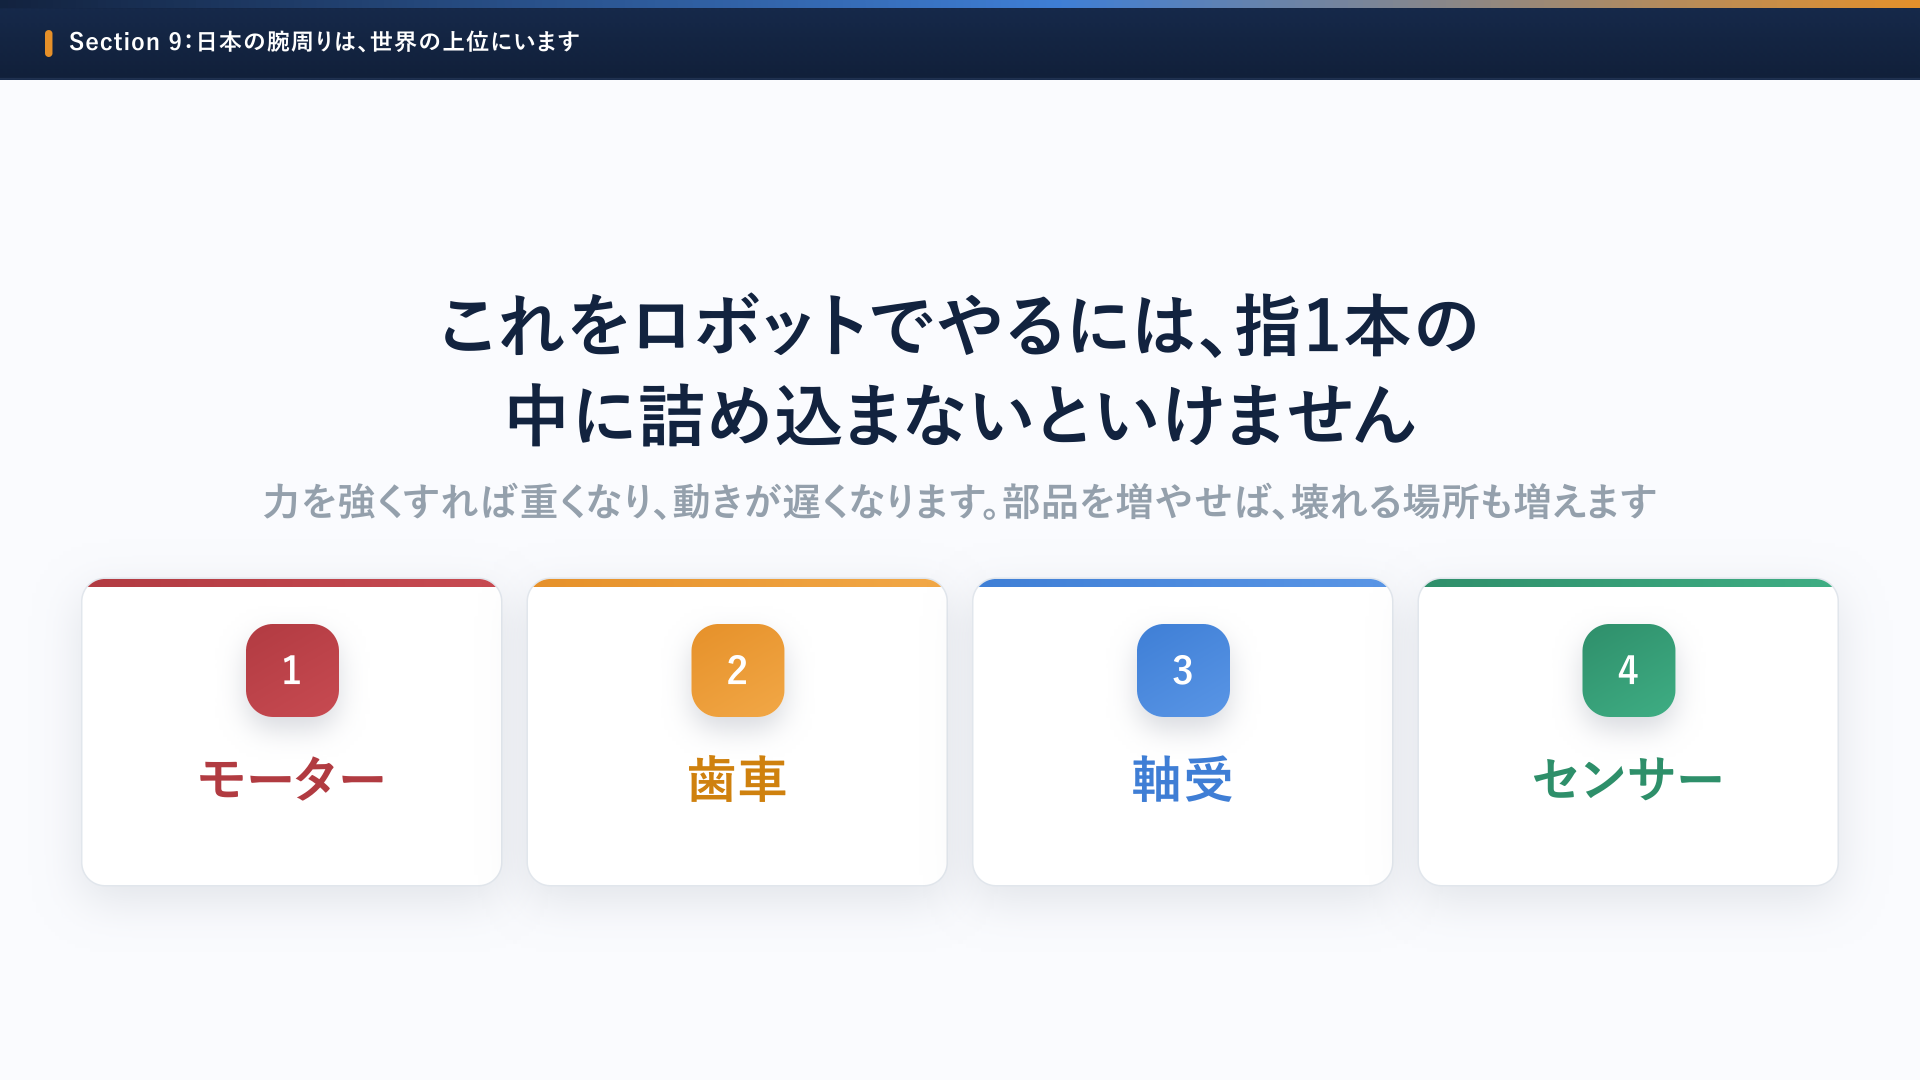 Section 9：日本の腕周りは、世界の上位にいます
これをロボットでやるには、指1本の
中に詰め込まないといけません
力を強くすれば重くなり、動きが遅くなります。部品を増やせば、壊れる場所も増えます
1
モーター
2
歯車
3
軸受
4
センサー